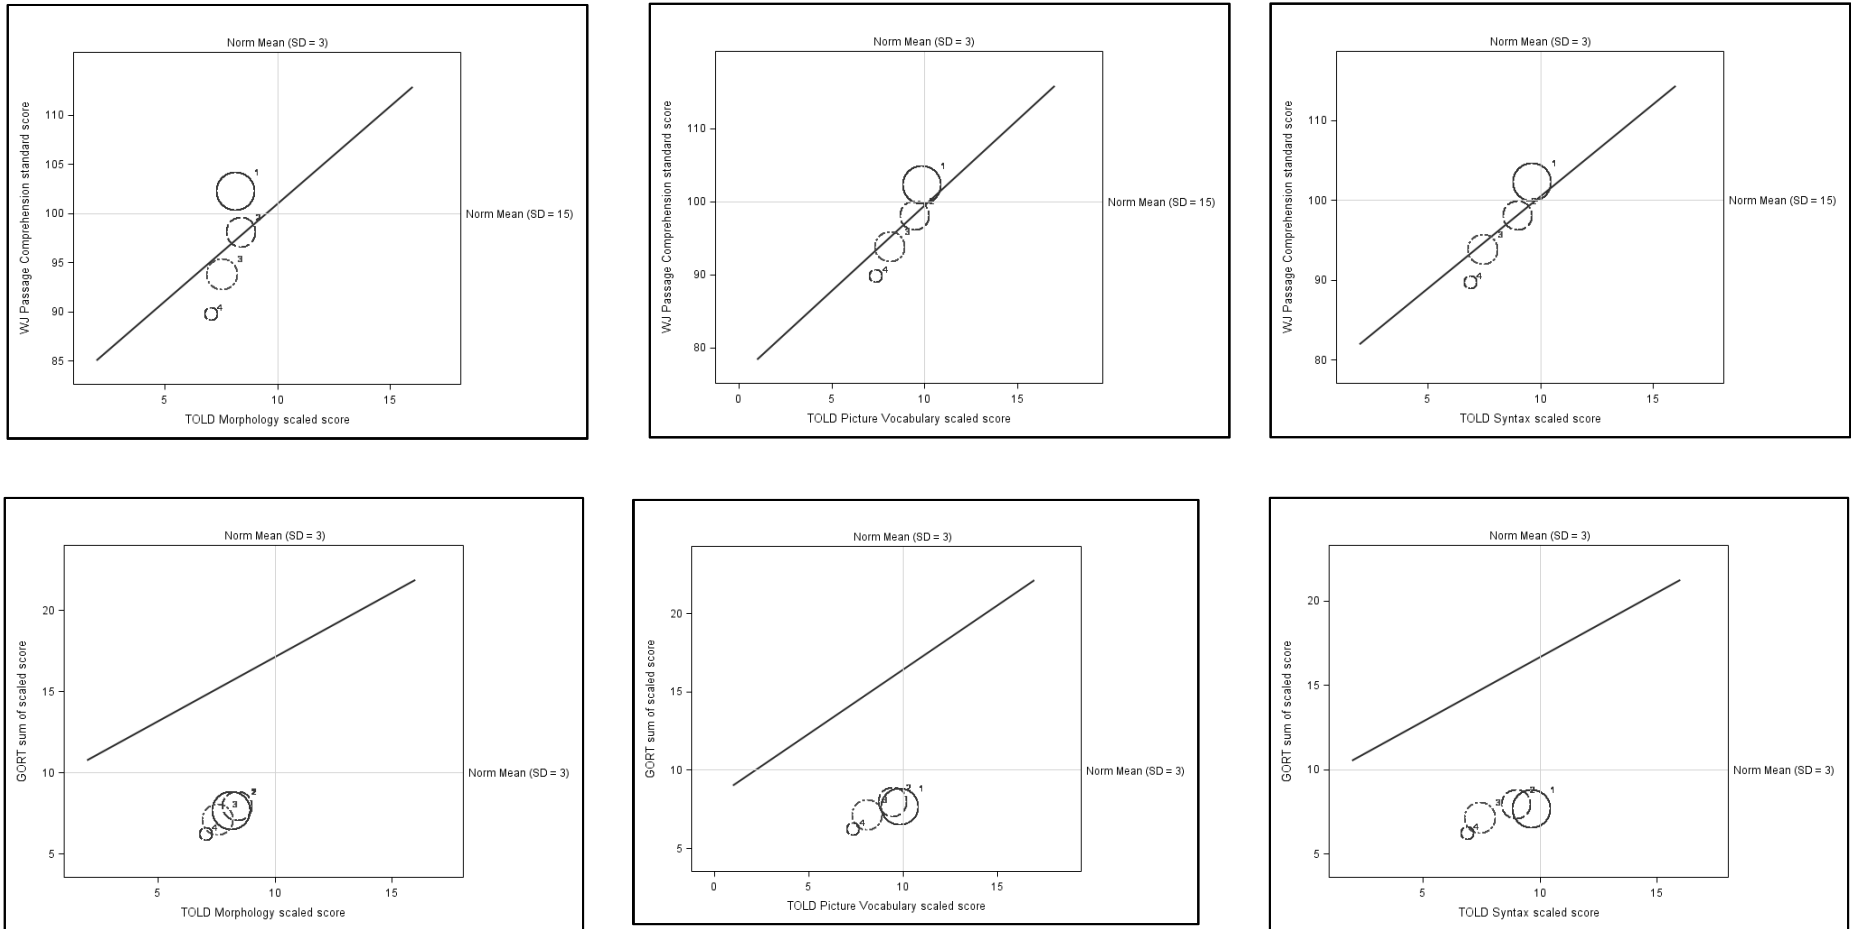 Norm Mean (SD = 3)
WJ Passage Comprehension standard score
110
105
100
95
90
85
1
2
3
4
Norm Mean (SD = 15)
5
10
15
TOLD Morphology scaled score
Norm Mean (SD = 3)
WJ Passage Comprehension standard score
110
100
90
80
1
2
3
4
Norm Mean (SD = 15)
0
5
10
15
TOLD Picture Vocabulary scaled score
Norm Mean (SD = 3)
WJ Passage Comprehension standard score
110
100
90
80
1
2
3
4
Norm Mean (SD = 15)
5
10
15
TOLD Syntax scaled score
Norm Mean (SD = 3)
GORT sum of scaled score
20
15
10
5
2
3
4
Norm Mean (SD = 3)
5
10
15
TOLD Morphology scaled score
Norm Mean (SD = 3)
GORT sum of scaled score
20
15
10
5
2
1
3
4
Norm Mean (SD = 3)
0
5
10
15
TOLD Picture Vocabulary scaled score
Norm Mean (SD = 3)
GORT sum of scaled score
20
15
10
5
1
2
3
4
Norm Mean (SD = 3)
5
10
15
TOLD Syntax scaled score